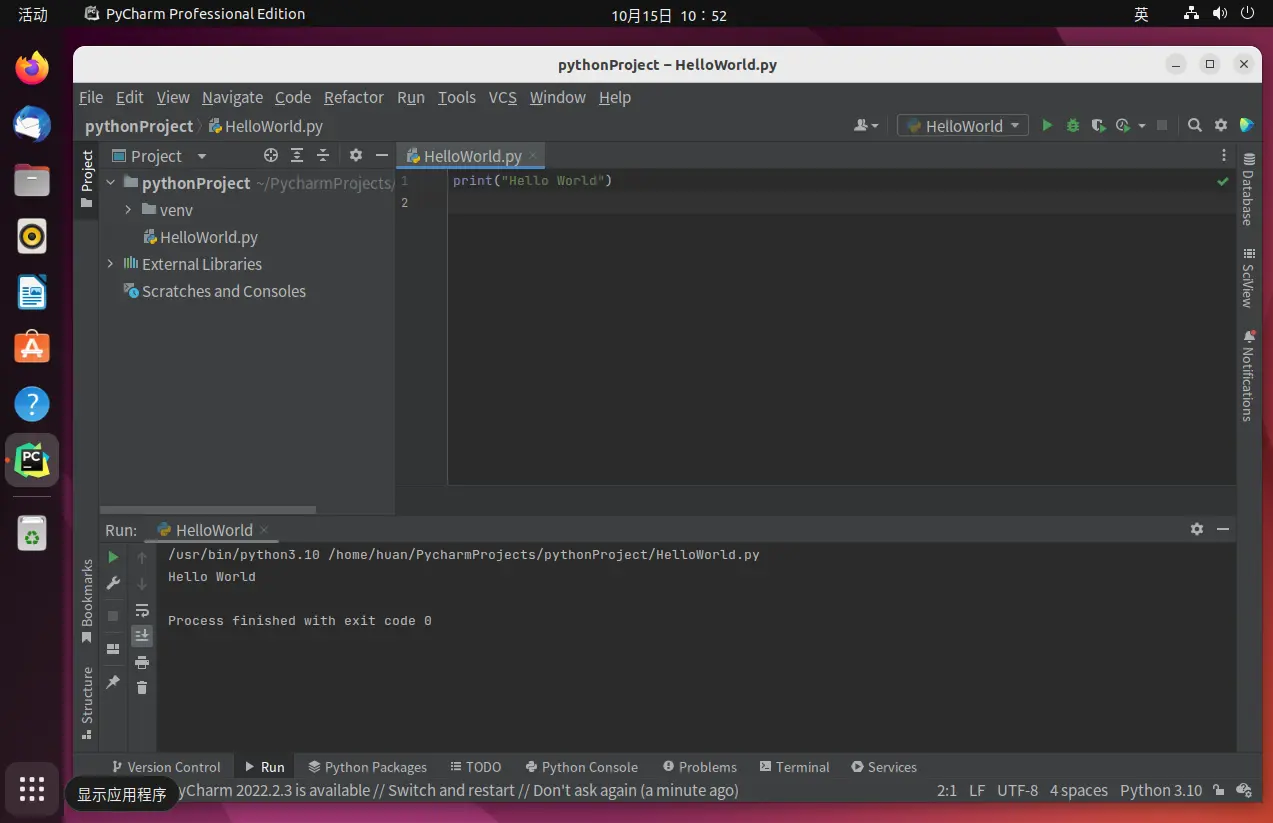 活动
PyCharm Professional Edition
10月15日 10：52
英
pythonProject – HelloWorld.py
File Edit View Navigate Code Refactor Run Tools VCS Window Help
pythonProject
HelloWorld.py
HelloWorld
Project
Project
HelloWorld.py
pythonProject ~/PycharmProjects/
venv
HelloWorld.py
External Libraries
Scratches and Consoles
1 print("Hello World")
2
Database
SciView
Notifications
Run: HelloWorld
/usr/bin/python3.10 /home/huan/PycharmProjects/pythonProject/HelloWorld.py
Hello World
Process finished with exit code 0
Bookmarks
Structure
Version Control Run Python Packages TODO Python Console Problems Terminal Services
显示应用程序
yCharm 2022.2.3 is available // Switch and restart // Don't ask again (a minute ago)
2:1 LF UTF-8 4 spaces Python 3.10
PC